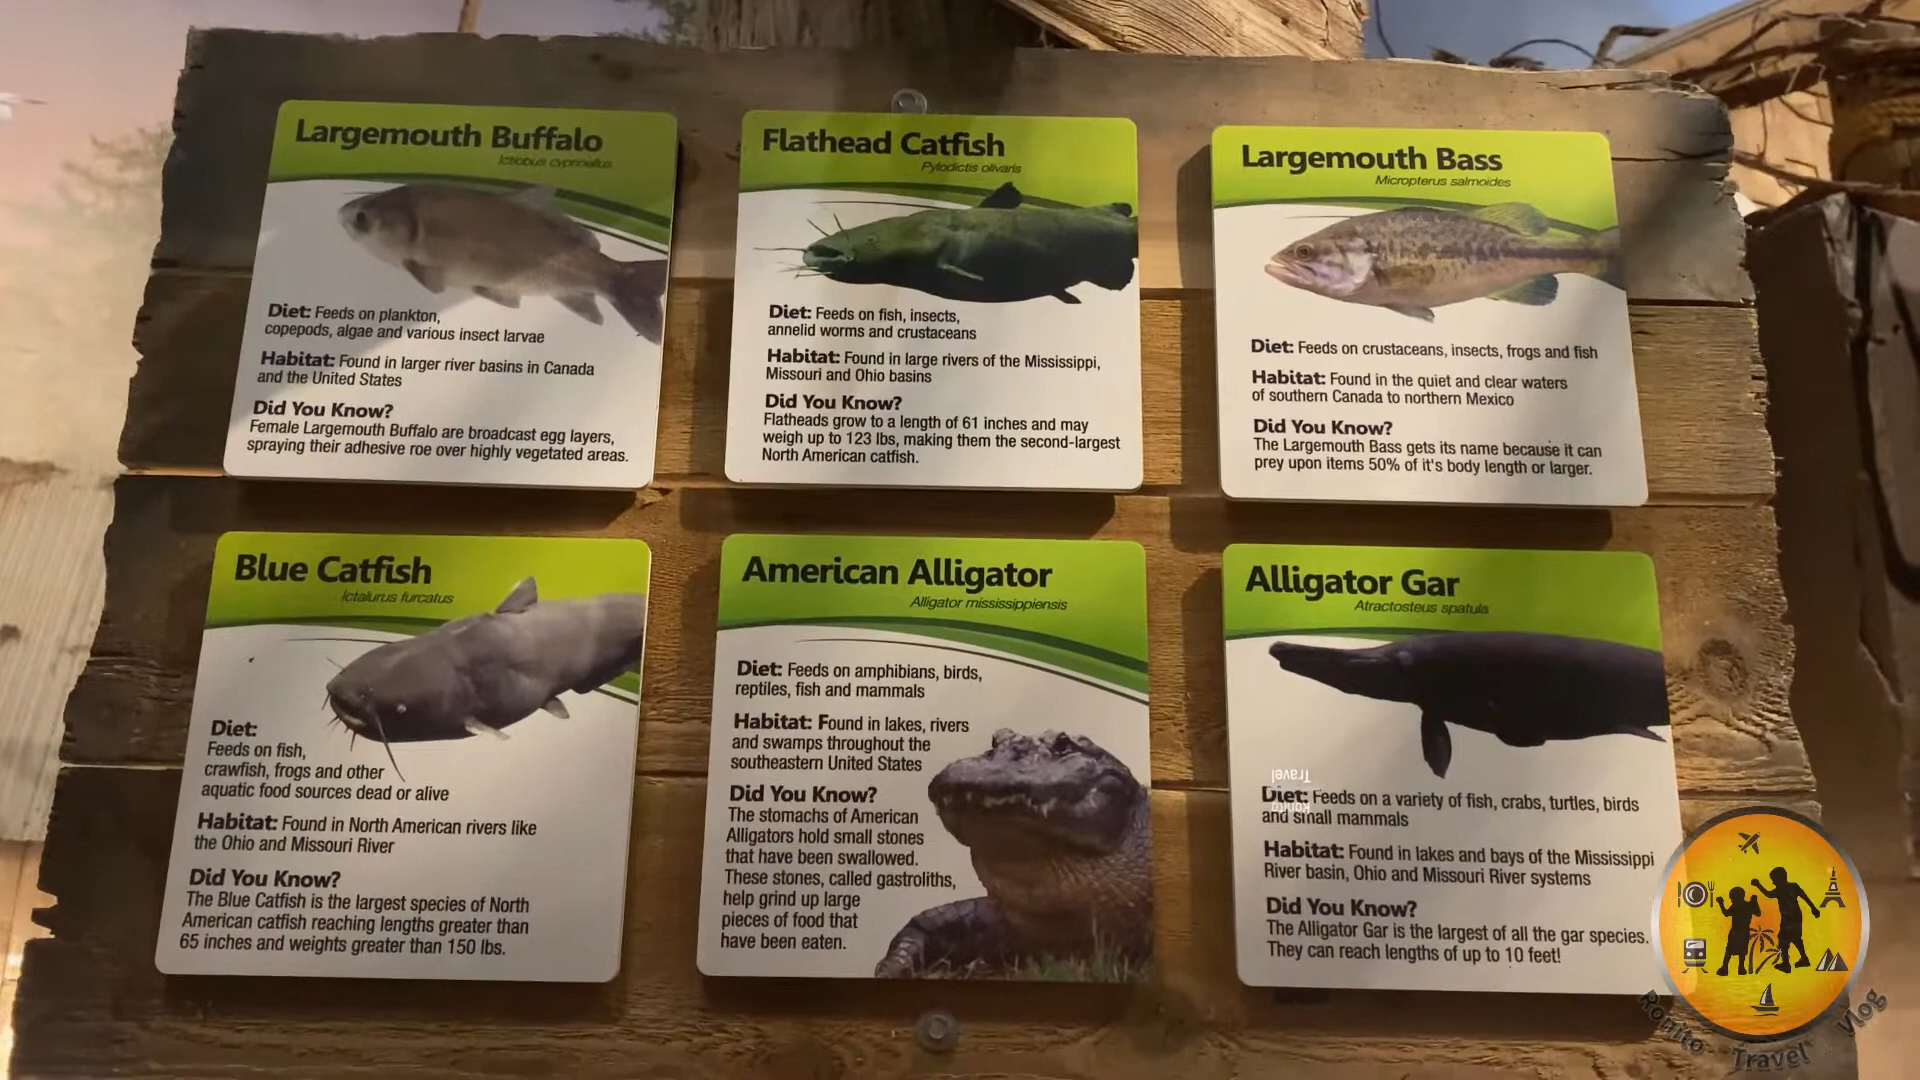 Largemouth Buffalo
Ictiobus cyprinellus
Diet: Feeds on plankton,
copepods, algae and various insect larvae
Habitat: Found in larger river basins in Canada
and the United States
Did You Know?
Female Largemouth Buffalo are broadcast egg layers,
spraying their adhesive roe over highly vegetated areas.
Flathead Catfish
Pylodictis olivaris
Diet: Feeds on fish, insects,
annelid worms and crustaceans
Habitat: Found in large rivers of the Mississippi,
Missouri and Ohio basins
Did You Know?
Flatheads grow to a length of 61 inches and may
weigh up to 123 lbs, making them the second-largest
North American catfish.
Largemouth Bass
Micropterus salmoides
Diet: Feeds on crustaceans, insects, frogs and fish
Habitat: Found in the quiet and clear waters
of southern Canada to northern Mexico
Did You Know?
The Largemouth Bass gets its name because it can
prey upon items 50% of it's body length or larger.
Blue Catfish
Ictalurus furcatus
Diet:
Feeds on fish,
crawfish, frogs and other
aquatic food sources dead or alive
Habitat: Found in North American rivers like
the Ohio and Missouri River
Did You Know?
The Blue Catfish is the largest species of North
American catfish reaching lengths greater than
65 inches and weights greater than 150 lbs.
American Alligator
Alligator mississippiensis
Diet: Feeds on amphibians, birds,
reptiles, fish and mammals
Habitat: Found in lakes, rivers
and swamps throughout the
southeastern United States
Did You Know?
The stomachs of American
Alligators hold small stones
that have been swallowed.
These stones, called gastroliths,
help grind up large
pieces of food that
have been eaten.
Alligator Gar
Atractosteus spatula
Travel
Ronito
Diet: Feeds on a variety of fish, crabs, turtles, birds
and small mammals
Habitat: Found in lakes and bays of the Mississippi
River basin, Ohio and Missouri River systems
Did You Know?
The Alligator Gar is the largest of all the gar species.
They can reach lengths of up to 10 feet!
Ronito Travel Vlog